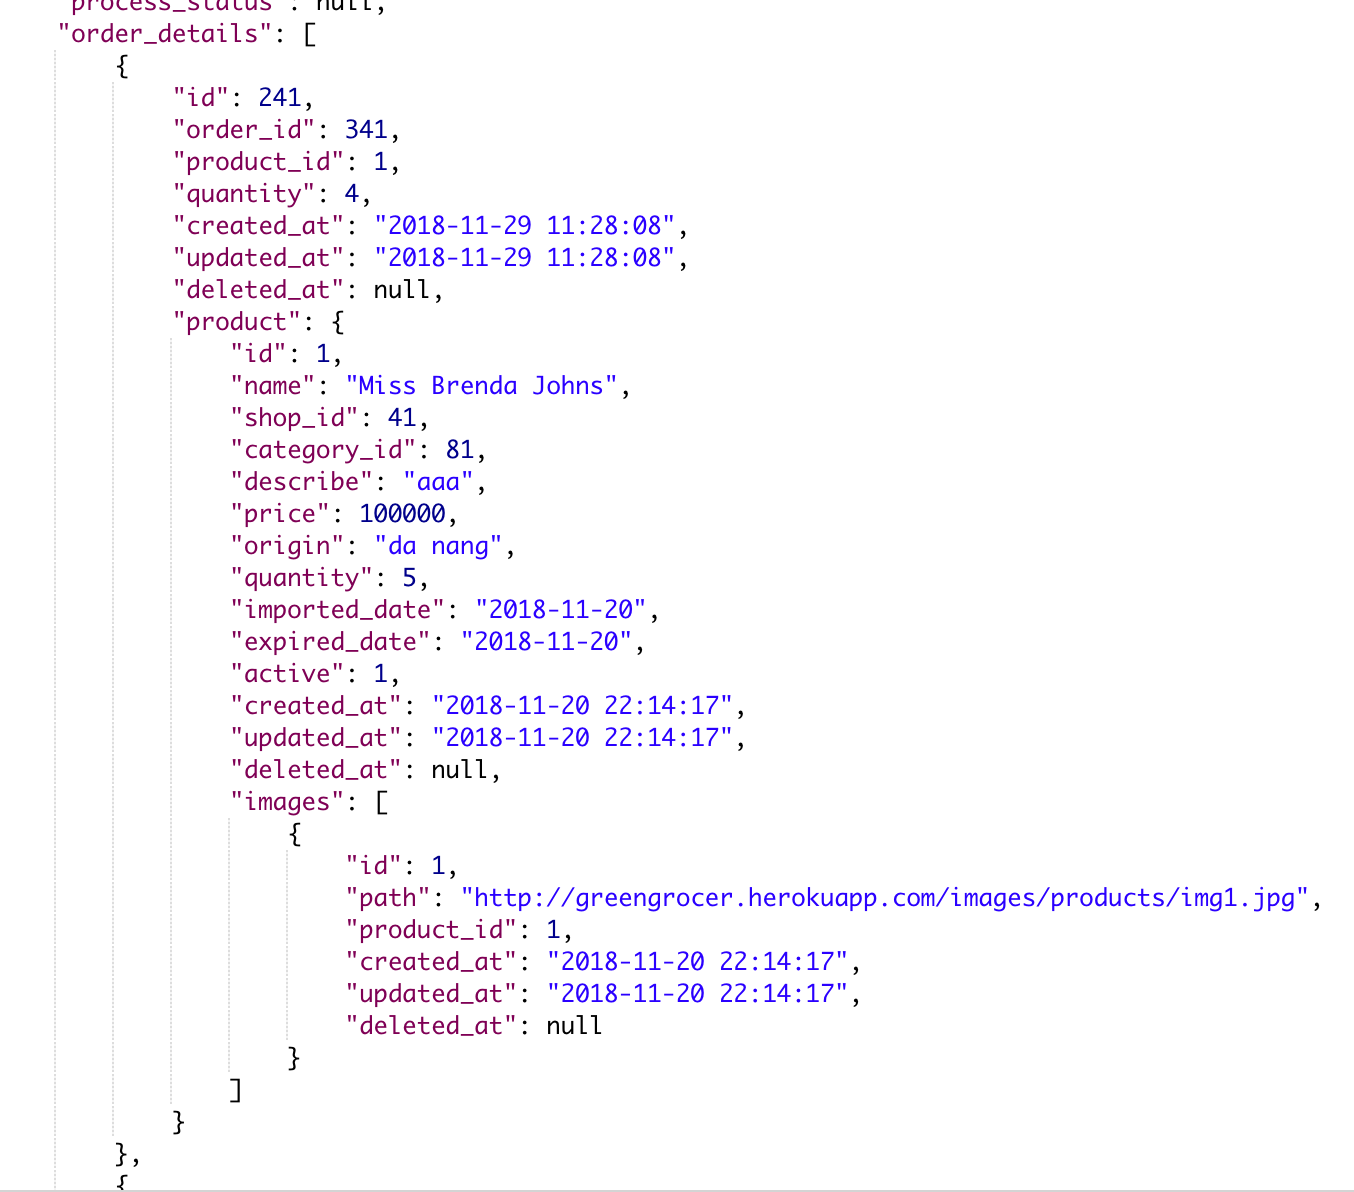 "process_status": null,
"order_details": [
{
"id": 241,
"order_id": 341,
"product_id": 1,
"quantity": 4,
"created_at": "2018-11-29 11:28:08",
"updated_at": "2018-11-29 11:28:08",
"deleted_at": null,
"product": {
"id": 1,
"name": "Miss Brenda Johns",
"shop_id": 41,
"category_id": 81,
"describe": "aaa",
"price": 100000,
"origin": "da nang",
"quantity": 5,
"imported_date": "2018-11-20",
"expired_date": "2018-11-20",
"active": 1,
"created_at": "2018-11-20 22:14:17",
"updated_at": "2018-11-20 22:14:17",
"deleted_at": null,
"images": [
{
"id": 1,
"path": "http://greengrocer.herokuapp.com/images/products/img1.jpg",
"product_id": 1,
"created_at": "2018-11-20 22:14:17",
"updated_at": "2018-11-20 22:14:17",
"deleted_at": null
}
]
}
},
{